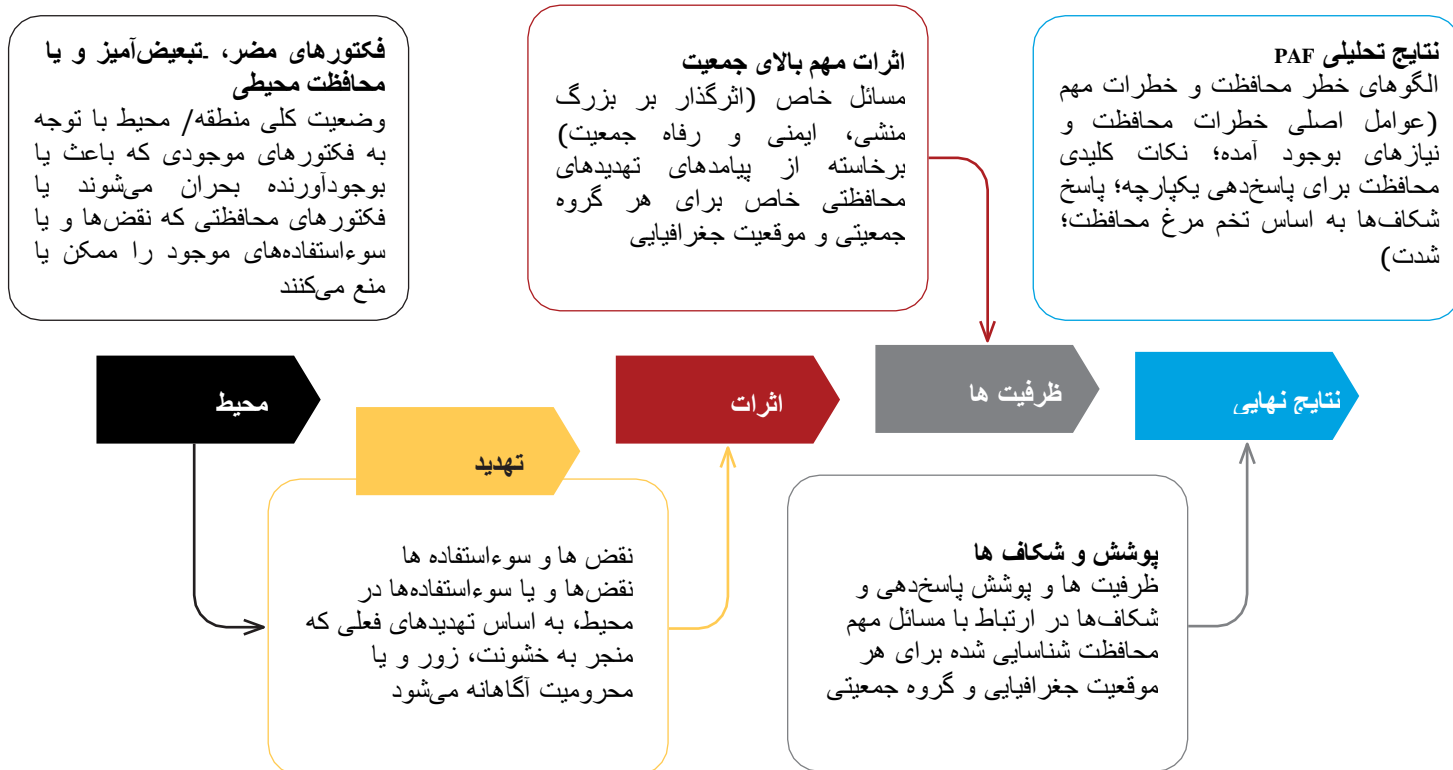 فکتورهای مضر، تبعیض‌آمیز و یا
محافظت محیطی
وضعیت کلی منطقه/ محیط با توجه
به فکتورهای موجودی که باعث یا
بوجودآورنده بحران می‌شوند یا
فکتورهای محافظتی که نقض‌ها و یا
سوءاستفاده‌های موجود را ممکن یا
منع می‌کنند
اثرات مهم بالای جمعیت
مسائل خاص (اثرگذار بر بزرگ
منشی، ایمنی و رفاه جمعیت)
برخاسته از پیامدهای تهدیدهای
محافظتی خاص برای هر گروه
جمعیتی و موقعیت جغرافیایی
نتایج تحلیلی PAF
الگوهای خطر محافظت و خطرات مهم
(عوامل اصلی خطرات محافظت و
نیازهای بوجود آمده؛ نکات کلیدی
محافظت برای پاسخ‌دهی یکپارچه؛ پاسخ
شکاف‌ها به اساس تخم مرغ محافظت؛
شدت)
محیط
تهدید
اثرات
ظرفیت ها
نتایج نهایی
نقض ها و سوءاستفاده ها
نقض‌ها و یا سوءاستفاده‌ها در
محیط، به اساس تهدیدهای فعلی که
منجر به خشونت، زور و یا
محرومیت آگاهانه می‌شود
پوشش و شکاف ها
ظرفیت ها و پوشش پاسخ‌دهی و
شکاف‌ها در ارتباط با مسائل مهم
محافظت شناسایی شده برای هر
موقعیت جغرافیایی و گروه جمعیتی